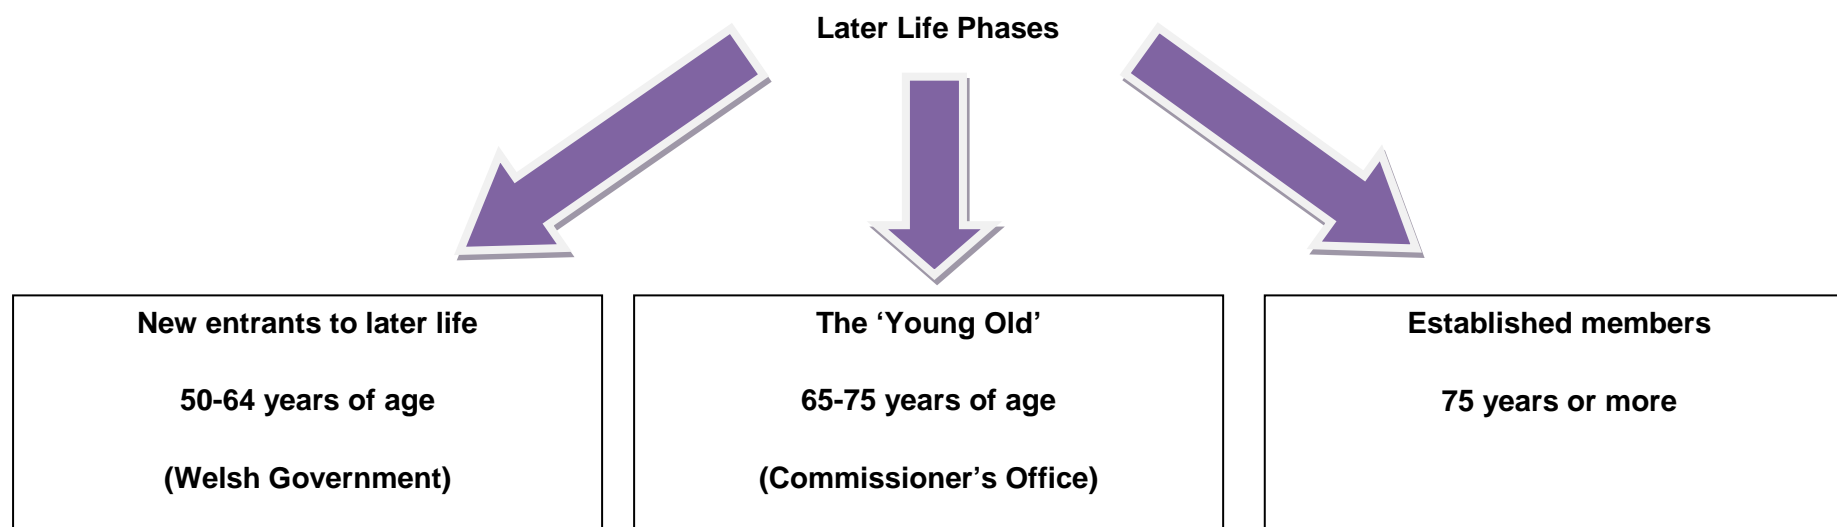 Later Life Phases
New entrants to later life
50-64 years of age
(Welsh Government)
The ‘Young Old’
65-75 years of age
(Commissioner’s Office)
Established members
75 years or more